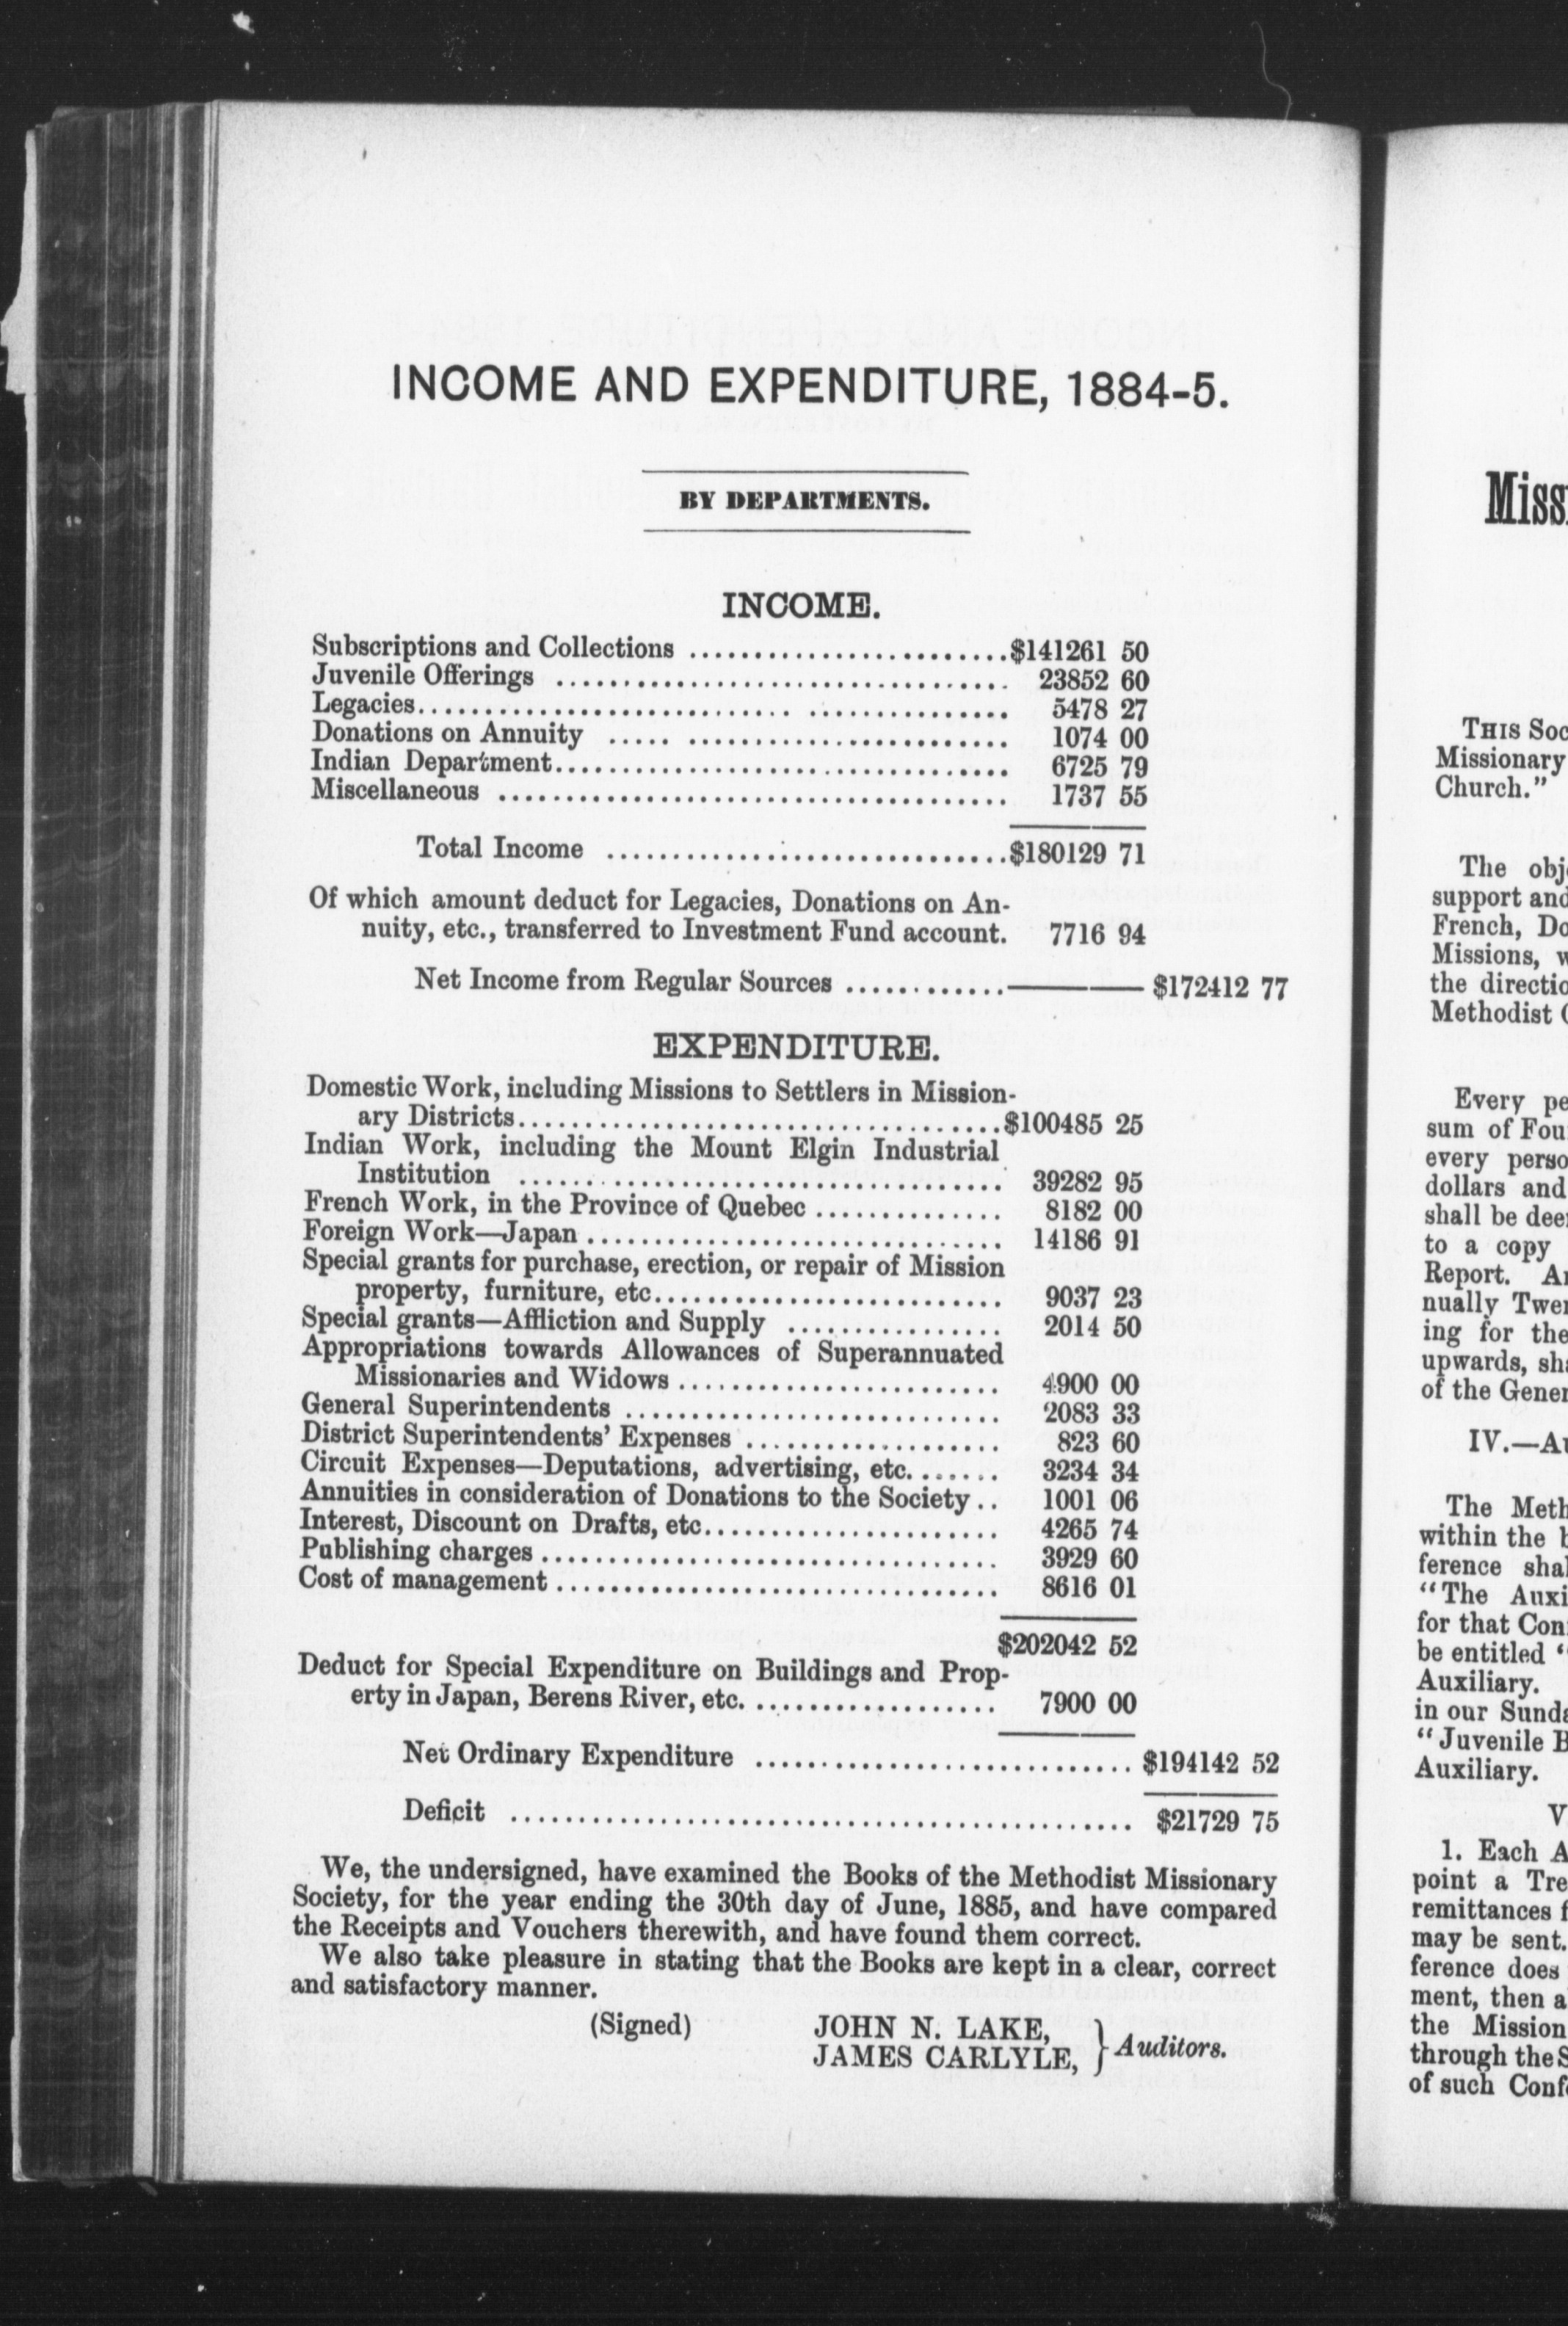 INCOME AND EXPENDITURE, 1884-5.
BY DEPARTMENTS.
INCOME.
Subscriptions and Collections ........................$141261 50
Juvenile Offerings .................................. 23852 60
Legacies............................. ............... 5478 27
Donations on Annuity ..... ........................ 1074 00
Indian Department................................... 6725 79
Miscellaneous ....................................... 1737 55
Total Income ...............................$180129 71
Of which amount deduct for Legacies, Donations on An-
nuity, etc., transferred to Investment Fund account. 7716 94
Net Income from Regular Sources ............ $172412 77
EXPENDITURE.
Domestic Work, including Missions to Settlers in Mission-
ary Districts.....................................$100485 25
Indian Work, including the Mount Elgin Industrial
Institution ..................................... 39282 95
French Work, in the Province of Quebec .............. 8182 00
Foreign Work—Japan ................................ 14186 91
Special grants for purchase, erection, or repair of Mission
property, furniture, etc.......................... 9037 23
Special grants—Affliction and Supply ................ 2014 50
Appropriations towards Allowances of Superannuated
Missionaries and Widows ........................ 4900 00
General Superintendents ............................ 2083 33
District Superintendents' Expenses ................... 823 60
Circuit Expenses—Deputations, advertising, etc. ...... 3234 34
Annuities in consideration of Donations to the Society .. 1001 06
Interest, Discount on Drafts, etc...................... 4265 74
Publishing charges .................................. 3929 60
Cost of management ................................. 8616 01
$202042 52
Deduct for Special Expenditure on Buildings and Prop-
erty in Japan, Berens River, etc. .................. 7900 00
Net Ordinary Expenditure ............................. $194142 52
Deficit ............................................... $21729 75
We, the undersigned, have examined the Books of the Methodist Missionary
Society, for the year ending the 30th day of June, 1885, and have compared
the Receipts and Vouchers therewith, and have found them correct.
We also take pleasure in stating that the Books are kept in a clear, correct
and satisfactory manner.
(Signed) JOHN N. LAKE,
JAMES CARLYLE, } Auditors.
Miss
THIS Soc
Missionary
Church."
The obj
support and
French, Do
Missions, w
the directio
Methodist
Every pe
sum of Fou
every perso
dollars and
shall be dee
to a copy
Report.
nually Twe
ing for the
upwards, sh
of the Gener
IV.—A
The Meth
within the
ference sha
"The Auxi
for that Con
be entitled
Auxiliary.
in our Sund
"Juvenile B
Auxiliary.
V
1. Each A
point a Tre
remittances f
may be sent.
ference does
ment, then a
the Mission
through the S
of such Conf